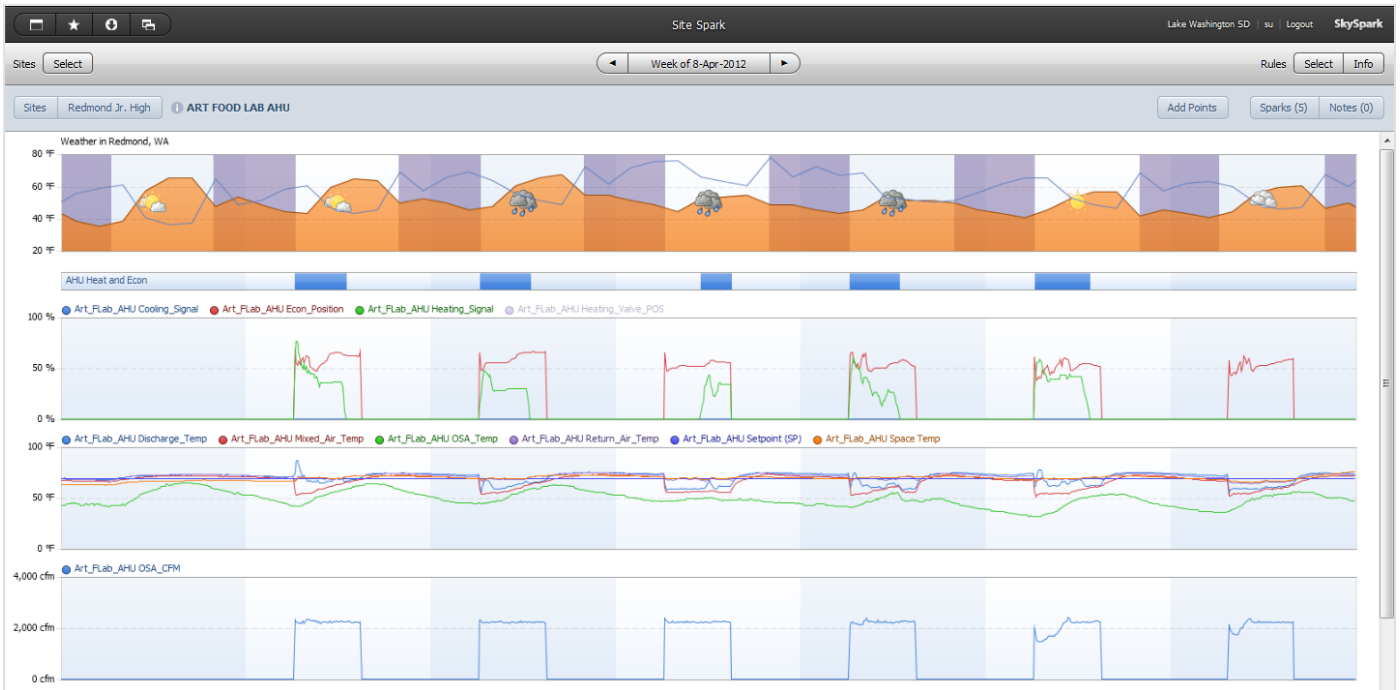 Site Spark
Lake Washington SD | su | Logout SkySpark
Sites Select
Week of 8-Apr-2012
Rules Select Info
Sites Redmond Jr. High ART FOOD LAB AHU
Add Points Sparks (5) Notes (0)
Weather in Redmond, WA
80 °F
60 °F
40 °F
20 °F
AHU Heat and Econ
Art_FLab_AHU Cooling_Signal Art_FLab_AHU Econ_Position Art_FLab_AHU Heating_Signal Art_FLab_AHU Heating_Valve_POS
100 %
50 %
0 %
Art_FLab_AHU Discharge_Temp Art_FLab_AHU Mixed_Air_Temp Art_FLab_AHU OSA_Temp Art_FLab_AHU Return_Air_Temp Art_FLab_AHU Setpoint (SP) Art_FLab_AHU Space Temp
100 °F
50 °F
0 °F
Art_FLab_AHU OSA_CFM
4,000 cfm
2,000 cfm
0 cfm